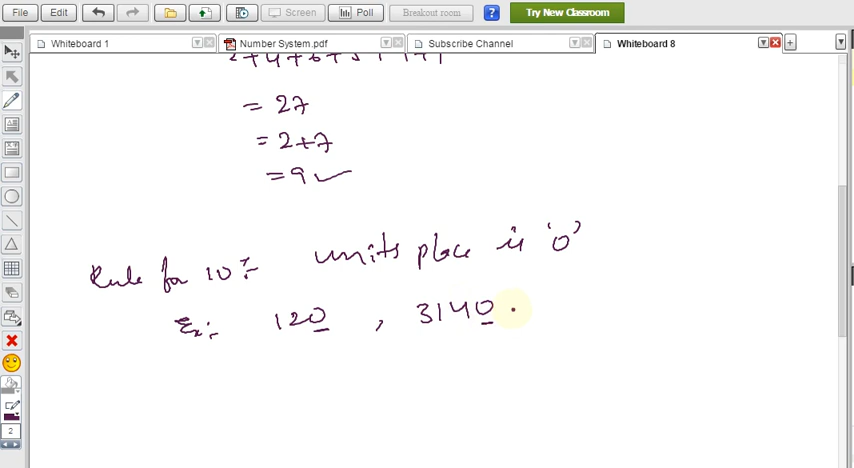 File Edit Screen Poll Breakout room ? Try New Classroom
Whiteboard 1 Number System.pdf Subscribe Channel Whiteboard 8
= 27
= 2+7
= 9 ✓
Rule for 10 :- units place is '0'
Ex:- 120 , 3140 .
2